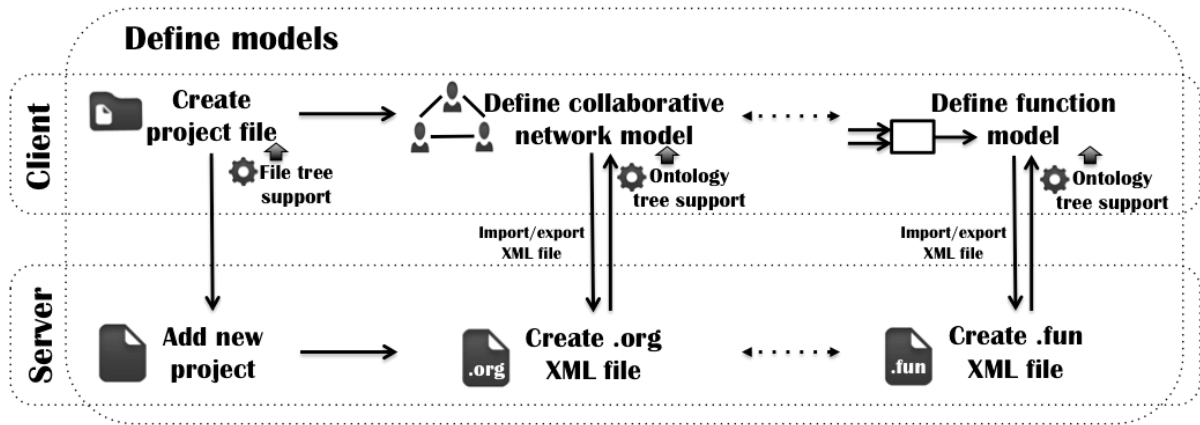 Define models
Client
Create
project file
File tree
support
Define collaborative
network model
Ontology
tree support
Define function
model
Ontology
tree support
Import/export
XML file
Import/export
XML file
Server
Add new
project
.org
Create .org
XML file
.fun
Create .fun
XML file